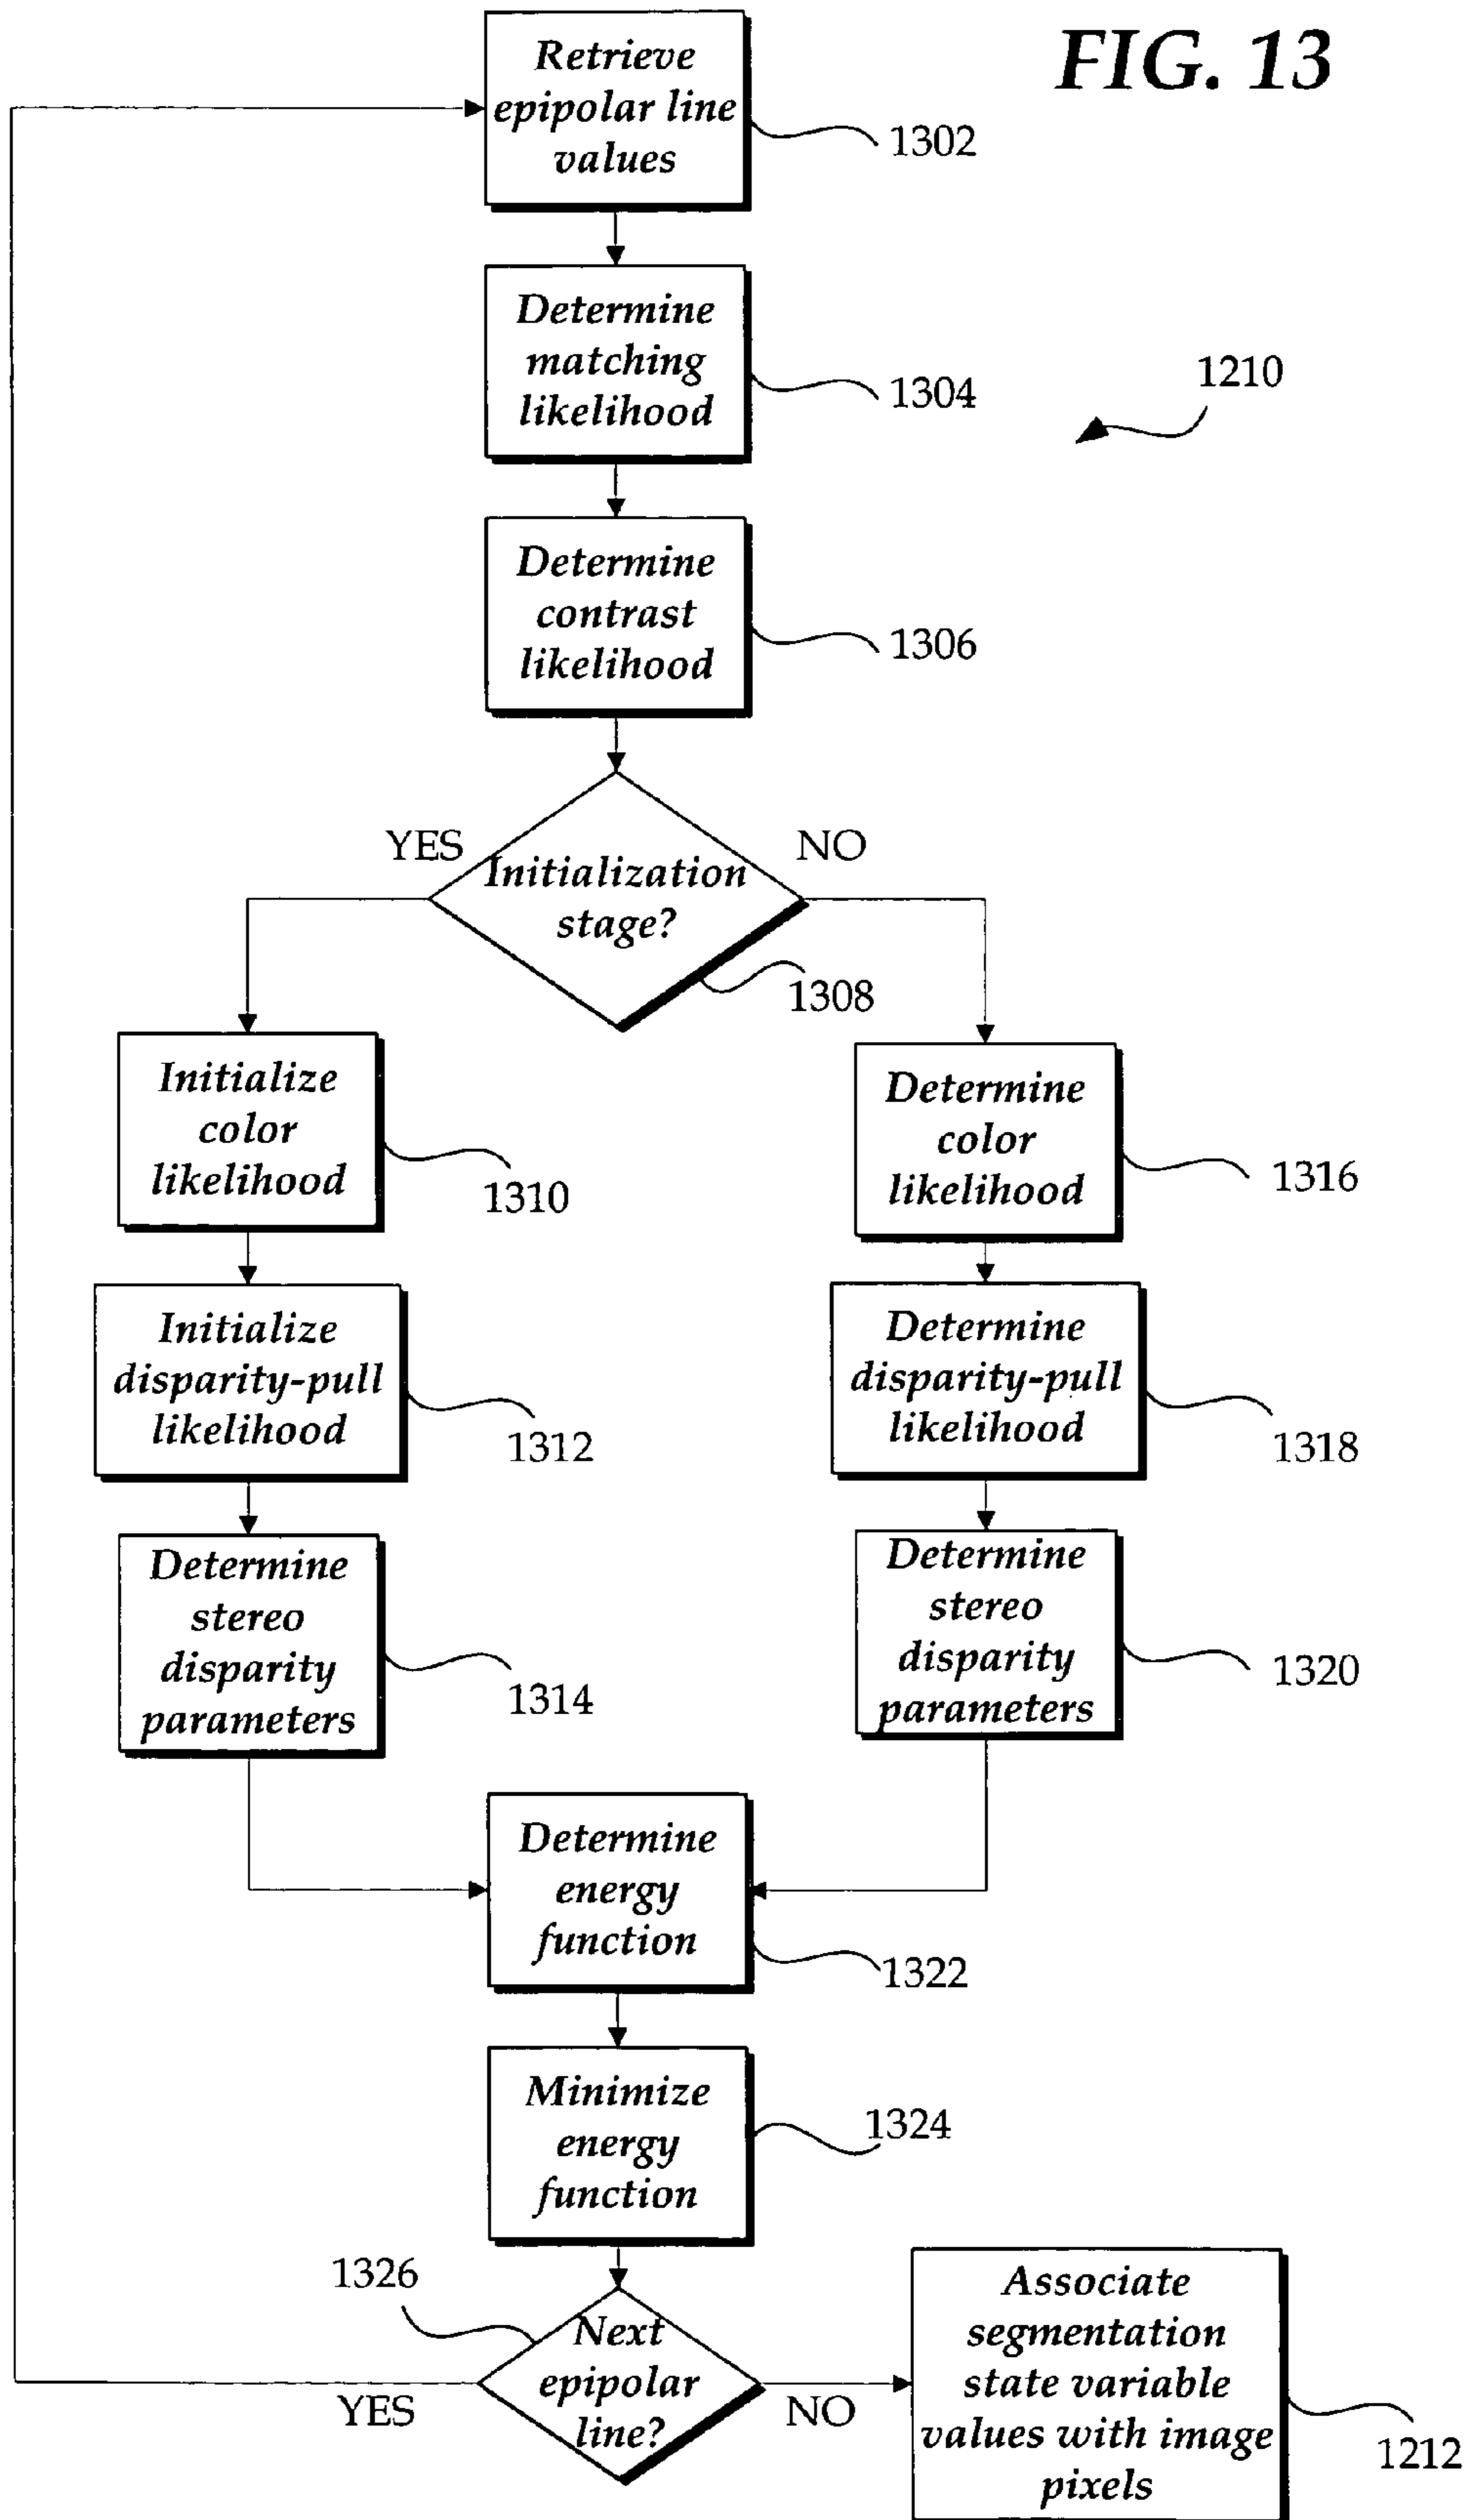 FIG. 13
Retrieve
epipolar line
values
1302
Determine
matching
likelihood
1304
1210
Determine
contrast
likelihood
1306
YES
NO
Initialization
stage?
1308
Initialize
color
likelihood
1310
Determine
color
likelihood
1316
Initialize
disparity-pull
likelihood
1312
Determine
disparity-pull
likelihood
1318
Determine
stereo
disparity
parameters
1314
Determine
stereo
disparity
parameters
1320
Determine
energy
function
1322
Minimize
energy
function
1324
1326
Next
epipolar
line?
YES
NO
Associate
segmentation
state variable
values with image
pixels
1212